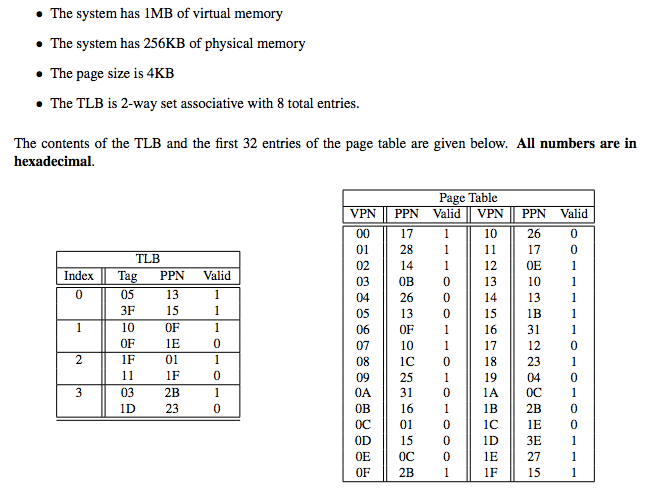 • The system has 1MB of virtual memory
• The system has 256KB of physical memory
• The page size is 4KB
• The TLB is 2-way set associative with 8 total entries.
The contents of the TLB and the first 32 entries of the page table are given below. All numbers are in
hexadecimal.
TLB
Index Tag PPN Valid
0 05 13 1
3F 15 1
1 10 0F 1
0F 1E 0
2 1F 01 1
11 1F 0
3 03 2B 1
1D 23 0
Page Table
VPN PPN Valid VPN PPN Valid
00 17 1 10 26 0
01 28 1 11 17 0
02 14 1 12 0E 1
03 0B 0 13 10 1
04 26 0 14 13 1
05 13 0 15 1B 1
06 0F 1 16 31 1
07 10 1 17 12 0
08 1C 0 18 23 1
09 25 1 19 04 0
0A 31 0 1A 0C 1
0B 16 1 1B 2B 0
0C 01 0 1C 1E 0
0D 15 0 1D 3E 1
0E 0C 0 1E 27 1
0F 2B 1 1F 15 1